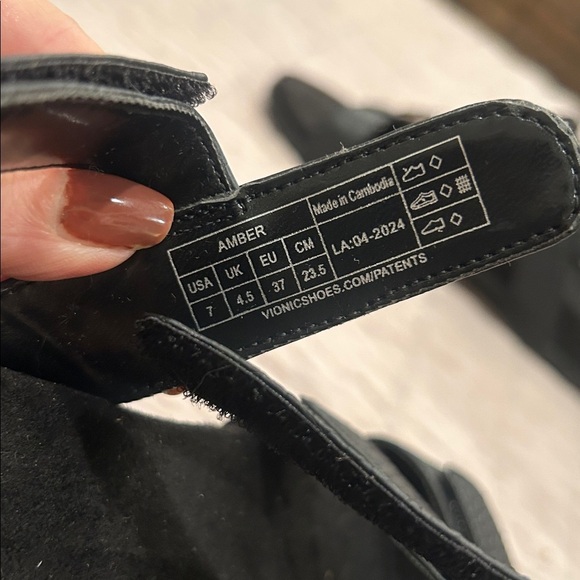 AMBER
Made in Cambodia
USA UK EU CM
LA:04-2024
7 4.5 37 23.5
VIONICSHOES.COM/PATENTS